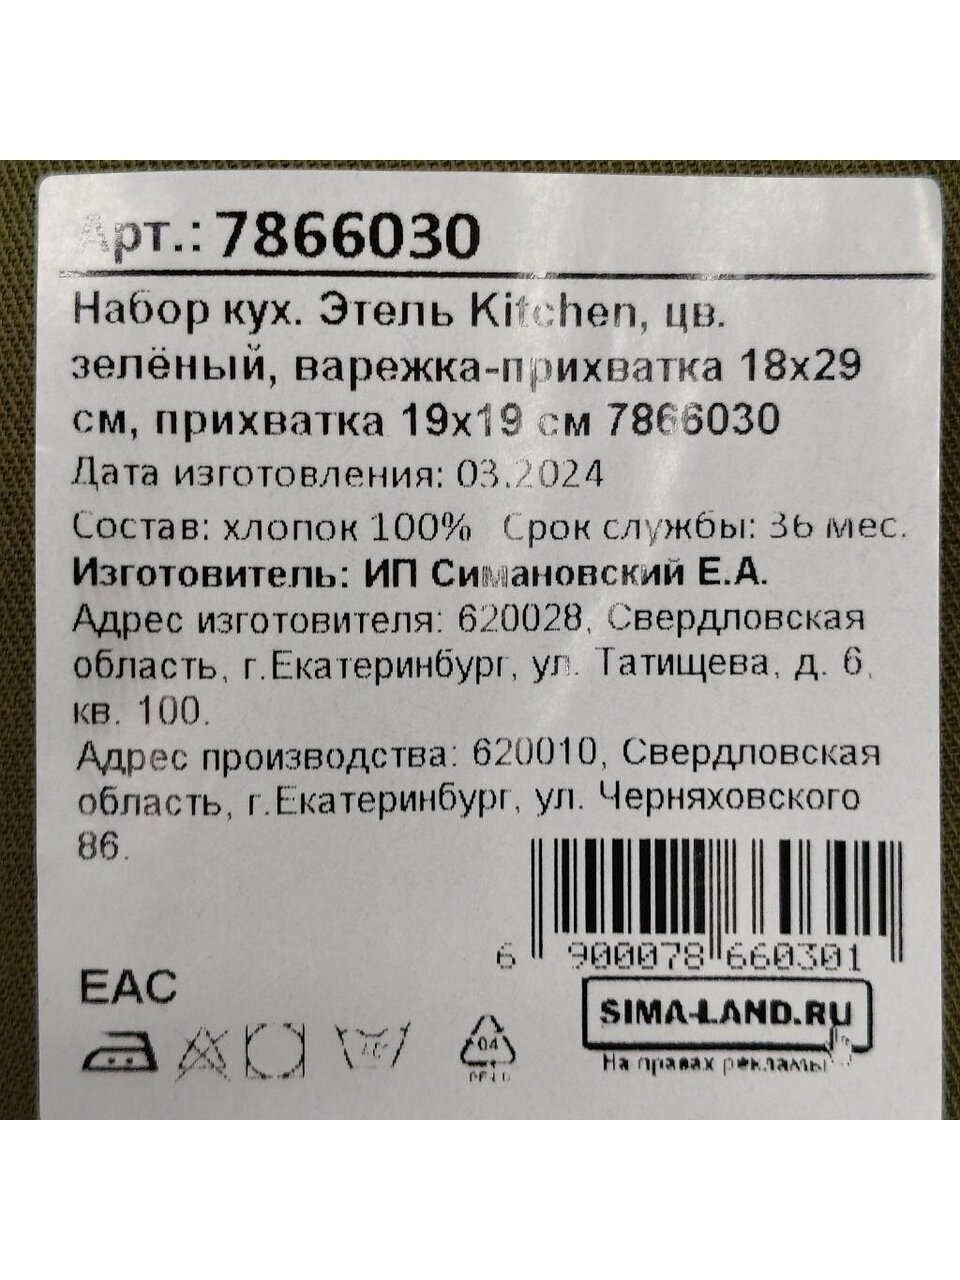 Арт.: 7866030
Набор кух. Этель Kitchen, цв.
зелёный, варежка-прихватка 18х29
см, прихватка 19х19 см 7866030
Дата изготовления: 03.2024
Состав: хлопок 100% Срок службы: 36 мес.
Изготовитель: ИП Симановский Е.А.
Адрес изготовителя: 620028, Свердловская
область, г.Екатеринбург, ул. Татищева, д. 6,
кв. 100.
Адрес производства: 620010, Свердловская
область, г.Екатеринбург, ул. Черняховского
86.
6 900078 660301
EAC
SIMA-LAND.RU
На правах рекламы
04